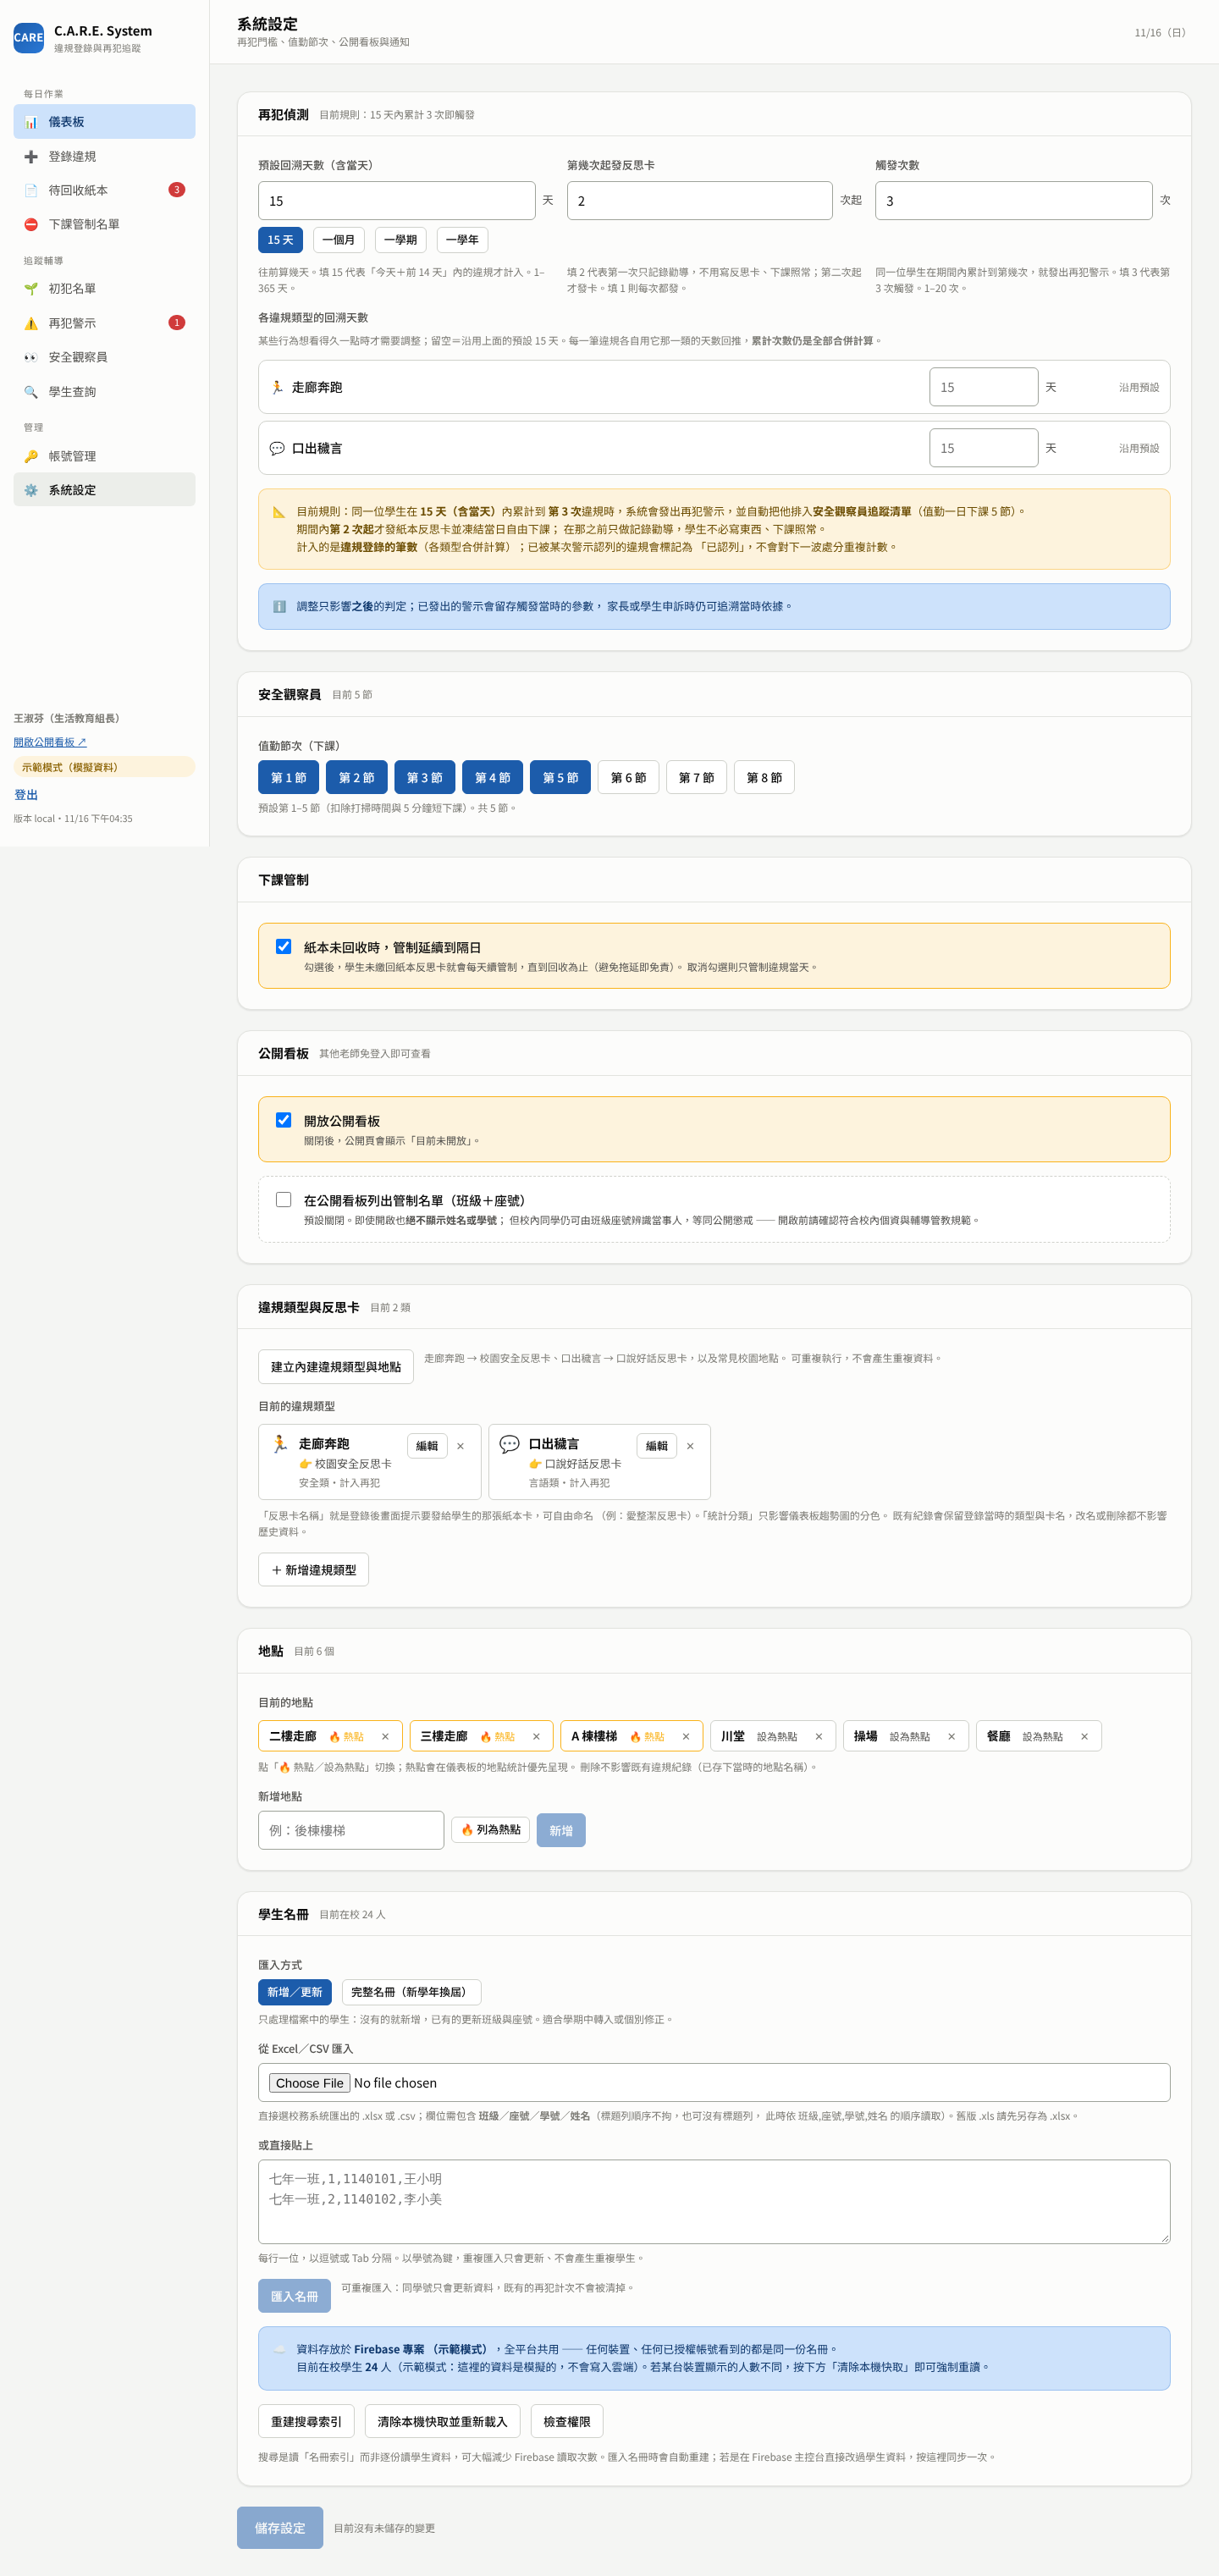 CARE
C.A.R.E. System
違規登錄與再犯追蹤
每日作業
儀表板
登錄違規
待回收紙本 3
下課管制名單
追蹤輔導
初犯名單
再犯警示 1
安全觀察員
學生查詢
管理
帳號管理
系統設定
王淑芬（生活教育組長）
開啟公開看板 ↗
示範模式（模擬資料）
登出
版本 local・11/16 下午04:35
系統設定
再犯門檻、值勤節次、公開看板與通知
11/16（日）
再犯偵測 目前規則：15 天內累計 3 次即觸發
預設回溯天數（含當天）
15 天
15 天 一個月 一學期 一學年
往前算幾天。填 15 代表「今天＋前 14 天」內的違規才計入。1–
365 天。
第幾次起發反思卡
2 次起
填 2 代表第一次只記錄勸導，不用寫反思卡、下課照常；第二次起
才發卡。填 1 則每次都發。
觸發次數
3 次
同一位學生在期間內累計到第幾次，就發出再犯警示。填 3 代表第
3 次觸發。1–20 次。
各違規類型的回溯天數
某些行為想看得久一點時才需要調整；留空＝沿用上面的預設 15 天。每一筆違規各自用它那一類的天數回推，累計次數仍是全部合併計算。
🏃 走廊奔跑 15 天 沿用預設
💬 口出穢言 15 天 沿用預設
📐 目前規則：同一位學生在 15 天（含當天）內累計到 第 3 次違規時，系統會發出再犯警示，並自動把他排入安全觀察員追蹤清單（值勤一日下課 5 節）。
期間內第 2 次起才發紙本反思卡並凍結當日自由下課； 在那之前只做記錄勸導，學生不必寫東西、下課照常。
計入的是違規登錄的筆數（各類型合併計算）；已被某次警示認列的違規會標記為 「已認列」，不會對下一波處分重複計數。
ℹ️ 調整只影響之後的判定；已發出的警示會留存觸發當時的參數， 家長或學生申訴時仍可追溯當時依據。
安全觀察員 目前 5 節
值勤節次（下課）
第 1 節 第 2 節 第 3 節 第 4 節 第 5 節 第 6 節 第 7 節 第 8 節
預設第 1–5 節（扣除打掃時間與 5 分鐘短下課）。共 5 節。
下課管制
紙本未回收時，管制延續到隔日
勾選後，學生未繳回紙本反思卡就會每天續管制，直到回收為止（避免拖延即免責）。 取消勾選則只管制違規當天。
公開看板 其他老師免登入即可查看
開放公開看板
關閉後，公開頁會顯示「目前未開放」。
在公開看板列出管制名單（班級＋座號）
預設關閉。即使開啟也絕不顯示姓名或學號； 但校內同學仍可由班級座號辨識當事人，等同公開懲戒 —— 開啟前請確認符合校內個資與輔導管教規範。
違規類型與反思卡 目前 2 類
建立內建違規類型與地點 走廊奔跑 → 校園安全反思卡、口出穢言 → 口說好話反思卡，以及常見校園地點。 可重複執行，不會產生重複資料。
目前的違規類型
🏃 走廊奔跑 編輯 ×
👉 校園安全反思卡
安全類・計入再犯
💬 口出穢言 編輯 ×
👉 口說好話反思卡
言語類・計入再犯
「反思卡名稱」就是登錄後畫面提示要發給學生的那張紙本卡，可自由命名 （例：愛整潔反思卡）。「統計分類」只影響儀表板趨勢圖的分色。 既有紀錄會保留登錄當時的類型與卡名，改名或刪除都不影響
歷史資料。
＋ 新增違規類型
地點 目前 6 個
目前的地點
二樓走廊 🔥 熱點 × 三樓走廊 🔥 熱點 × A 棟樓梯 🔥 熱點 × 川堂 設為熱點 × 操場 設為熱點 × 餐廳 設為熱點 ×
點「🔥 熱點／設為熱點」切換；熱點會在儀表板的地點統計優先呈現。 刪除不影響既有違規紀錄（已存下當時的地點名稱）。
新增地點
例：後棟樓梯 🔥 列為熱點 新增
學生名冊 目前在校 24 人
匯入方式
新增／更新 完整名冊（新學年換屆）
只處理檔案中的學生：沒有的就新增，已有的更新班級與座號。適合學期中轉入或個別修正。
從 Excel／CSV 匯入
Choose File No file chosen
直接選校務系統匯出的 .xlsx 或 .csv；欄位需包含 班級／座號／學號／姓名（標題列順序不拘，也可沒有標題列， 此時依 班級,座號,學號,姓名 的順序讀取）。舊版 .xls 請先另存為 .xlsx。
或直接貼上
七年一班,1,1140101,王小明
七年一班,2,1140102,李小美
每行一位，以逗號或 Tab 分隔。以學號為鍵，重複匯入只會更新、不會產生重複學生。
匯入名冊 可重複匯入：同學號只會更新資料，既有的再犯計次不會被清掉。
☁️ 資料存放於 Firebase 專案 （示範模式），全平台共用 —— 任何裝置、任何已授權帳號看到的都是同一份名冊。
目前在校學生 24 人（示範模式：這裡的資料是模擬的，不會寫入雲端）。若某台裝置顯示的人數不同，按下方「清除本機快取」即可強制重讀。
重建搜尋索引 清除本機快取並重新載入 檢查權限
搜尋是讀「名冊索引」而非逐份讀學生資料，可大幅減少 Firebase 讀取次數。匯入名冊時會自動重建；若是在 Firebase 主控台直接改過學生資料，按這裡同步一次。
儲存設定 目前沒有未儲存的變更